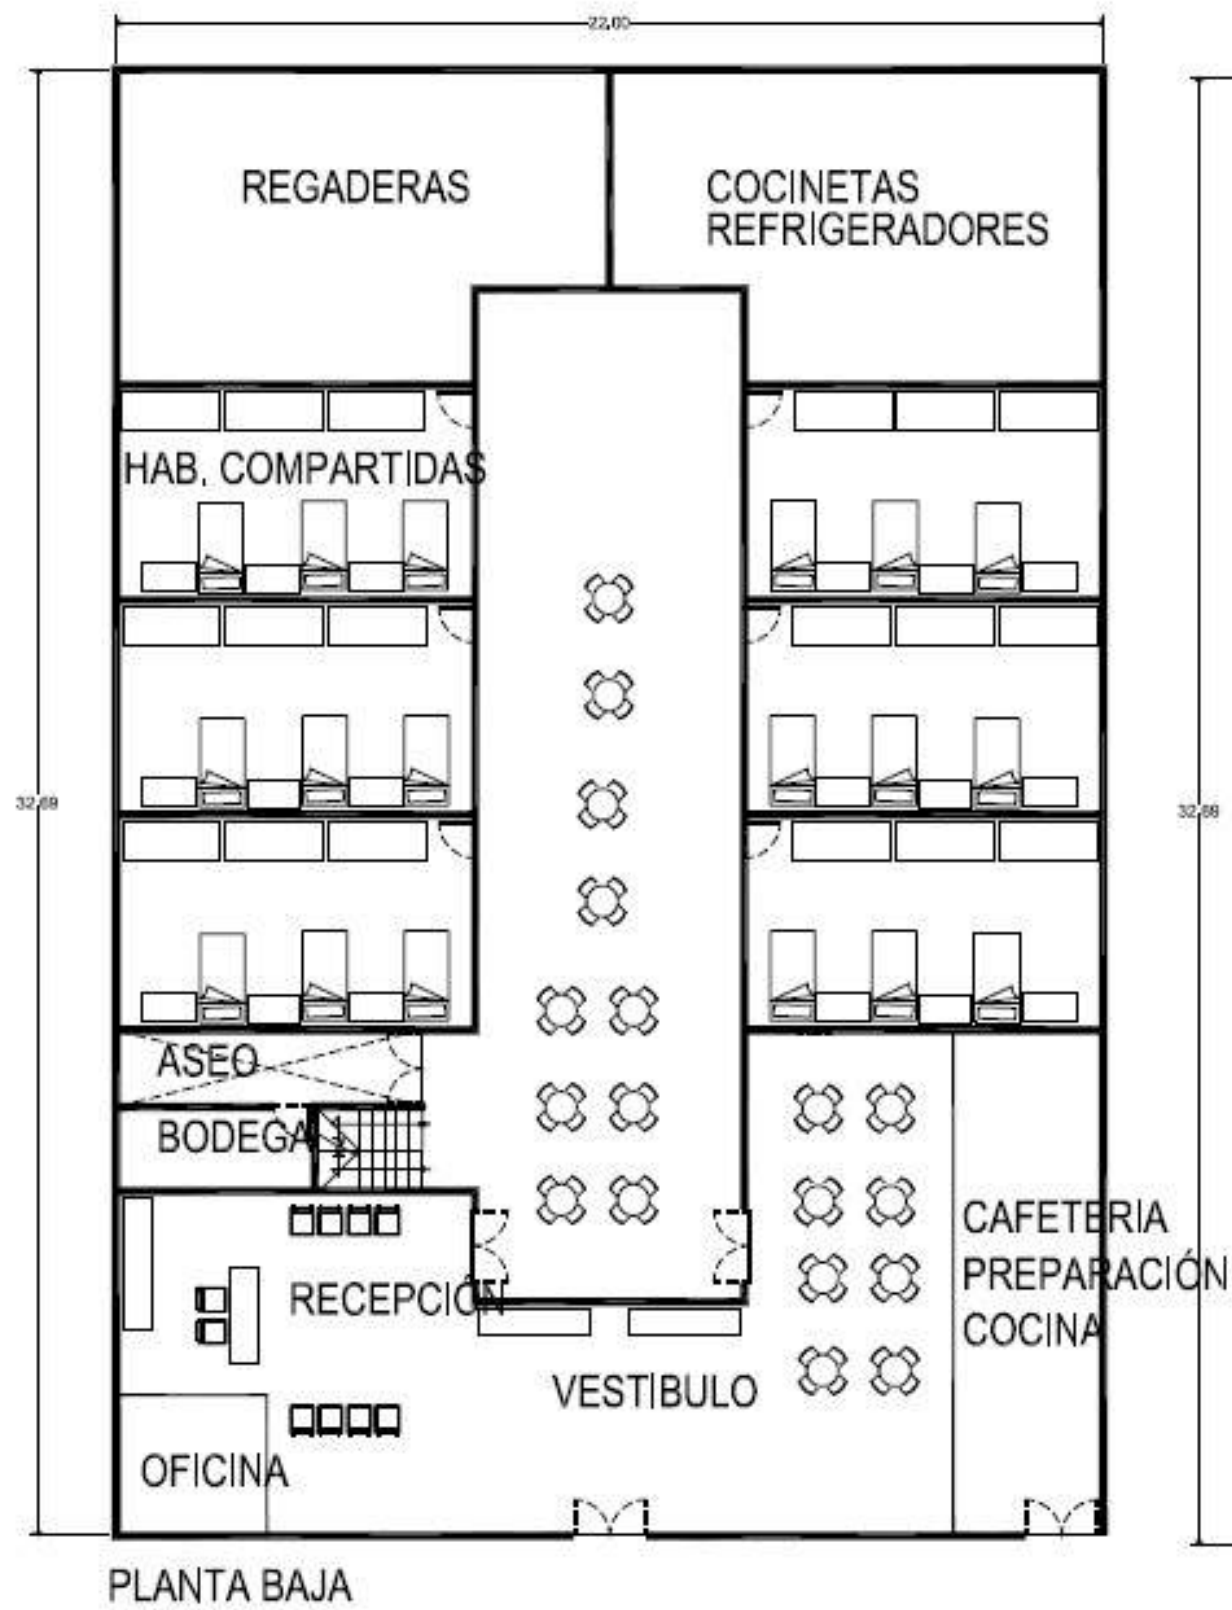 22,00
REGADERAS
COCINETAS
REFRIGERADORES
HAB. COMPARTIDAS
32,69
32,69
ASEO
BODEGA
CAFETERIA
PREPARACIÓN
COCINA
RECEPCIÓN
VESTIBULO
OFICINA
PLANTA BAJA